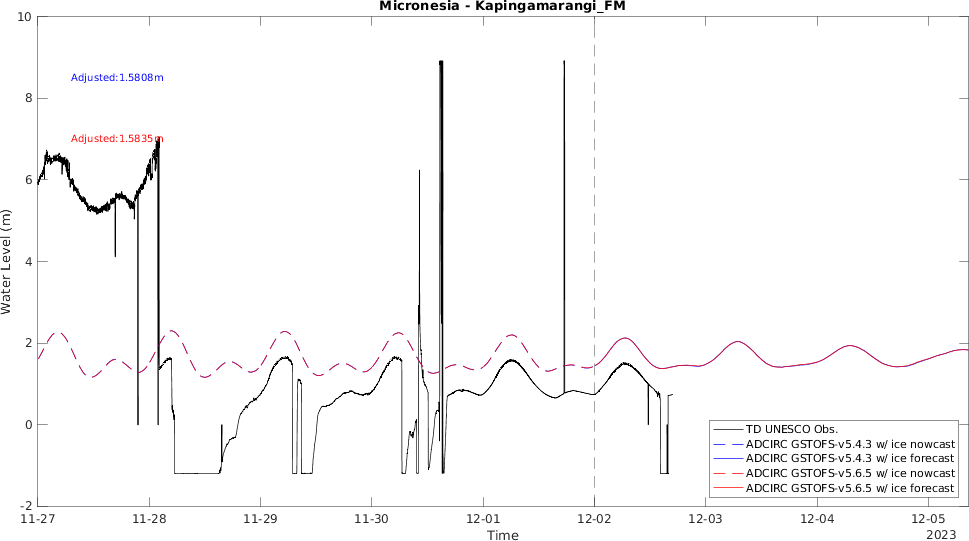 Micronesia - Kapingamarangi_FM
10
8
6
4
2
0
-2
Water Level (m)
Adjusted:1.5808m
Adjusted:1.5835m
TD UNESCO Obs.
ADCIRC GSTOFS-v5.4.3 w/ ice nowcast
ADCIRC GSTOFS-v5.4.3 w/ ice forecast
ADCIRC GSTOFS-v5.6.5 w/ ice nowcast
ADCIRC GSTOFS-v5.6.5 w/ ice forecast
11-27 11-28 11-29 11-30 12-01 12-02 12-03 12-04 12-05
Time
2023